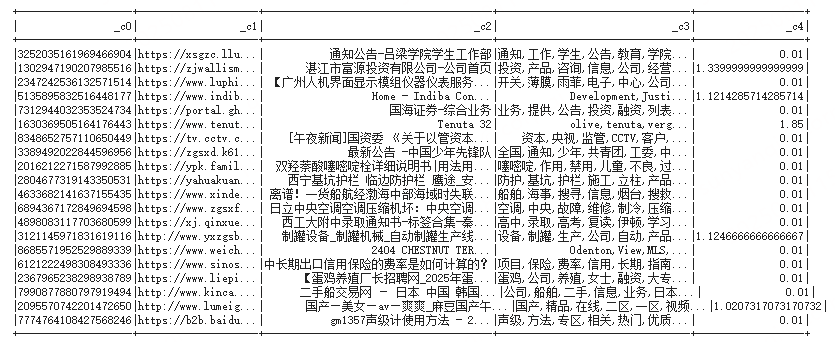 _c0| _c1| _c2| _c3| _c4|
|3252035161969466904|https://xsgzc.llu...| 通知公告-吕梁学院学生工作部|通知,工作,学生,公告,教育,学院...| 0.01|
|1302947190207985516|https://zjwallism...| 湛江市富源投资有限公司-公司首页|投资,产品,咨询,信息,公司,经营...|1.3399999999999999|
|2347242536132571514|http://www.luphi...|【广州人机界面显示模组仪器仪表服务...| 开关,薄膜,雨菲,电子,中心,公司| 0.01|
|5135895832516448177|http://www.indib...| Home - Indiba Con...| Development,Justi...|1.1214285714285714|
|7312944032353524734|https://portal.gh...| 国海证券-综合业务|业务,提供,公告,投资,融资,列表...| 0.01|
|1630369505164176443|https://www.tenut...| Tenuta 32| olive,tenuta,verg...| 1.85|
|8348652757110650449|https://tv.cctv.c...|[午夜新闻]国资委 《关于以管资本...| 资本,央视,监管,CCTV,客户,...| 0.01|
|3389492022844596956|https://zgsxd.k61...| 最新公告 -中国少年先锋队|全国,通知,少年,共青团,工委,中...| 0.01|
|2016212271587992885|https://ypk.famil...|双羟萘酸噻嘧啶栓详细说明书|用法用...|噻嘧啶,作用,禁用,儿童,不良,过...| 0.01|
|2804677319143350531|https://yahuakuan...| 西宁基坑护栏 临边防护栏 鹰途_安...|防护,基坑,护栏,施工,立柱,产品...| 0.01|
|4633682141637155435|https://www.xinde...|离谱！一货船航经渤海中部海域时失联...|船舶,海事,搜寻,信息,烟台,搜救...| 0.01|
|6894367172849694598|https://www.zgsxf...|日立中央空调空调压缩机坏: 中央空调...|空调,中央,故障,维修,制冷,压缩...| 0.01|
|4898083117703680599|https://xj.qinxue...| 西工大附中录取通知书-标签合集-秦...|高中,录取,高考,复读,伊顿,学习...| 0.01|
|3121145971831619116|http://www.yxzgsb...|制罐设备_制罐机械_自动制罐生产线...|设备,制罐,生产,公司,自动,产品...|1.1246666666666667|
|8685571952529889339|https://www.weich...| 2404 CHESTNUT TER...| Odenton,View,MLS,...| 0.01|
|6121222498308493336|https://www.sinos...|中长期出口信用保险的费率是如何计算的?|项目,保险,费率,信用,长期,指南...| 0.01|
|2367965238298938789|https://www.liepi...|【蛋鸡养殖厂长招聘网_2025年蛋...|蛋鸡,公司,养殖,女士,融资,大专...| 0.01|
|7990877880797919494|http://www.kinca...| 二手船交易网 - 日本 中国 韩国...|公司,船舶,二手,信息,业务,日本...| 0.01|
|2095570742201472650|http://www.lumeig...| 国产一美女一av一爽爽_麻豆国产午...|国产,精品,在线,二区,一区,视频...|1.0207317073170732|
|7774764108427568246|https://b2b.baidu...| gm1357声级计使用方法 - 2...|声级,方法,专区,相关,热门,优质...| 0.01|